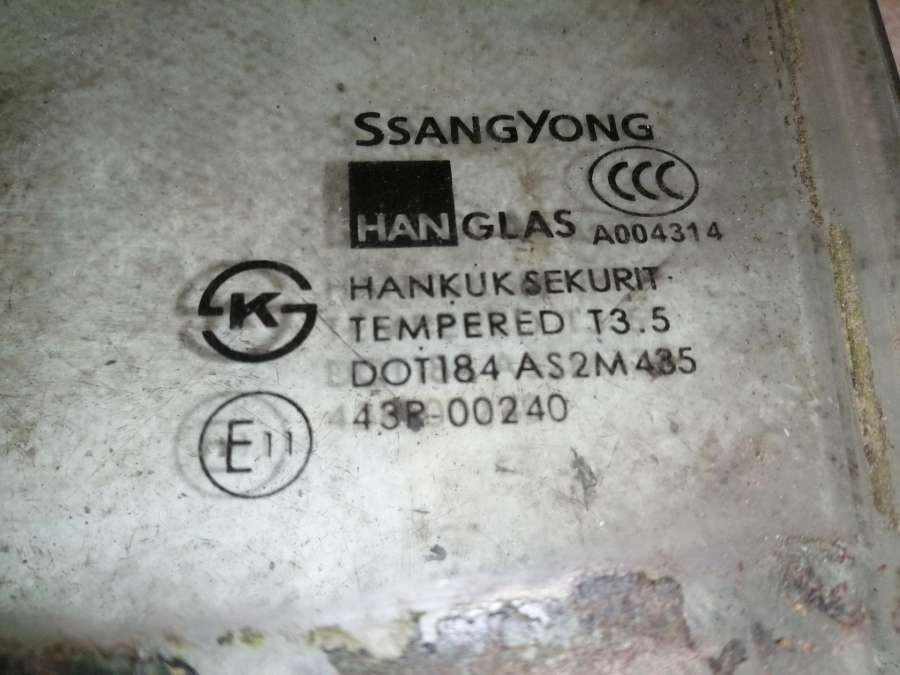 SSANGYONG
CCC
HANGLAS A004314
K HANKUK SEKURIT
TEMPERED T3.5
DOT184 AS2M435
E11 43R-00240